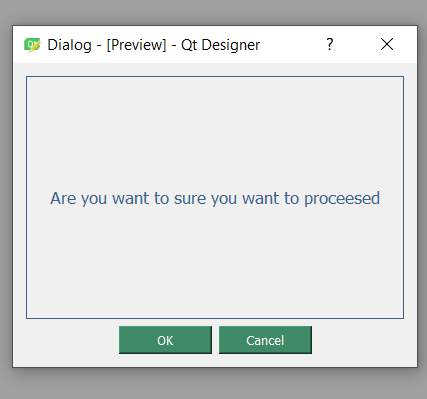 Dialog - [Preview] - Qt Designer
Are you want to sure you want to proceesed
OK Cancel